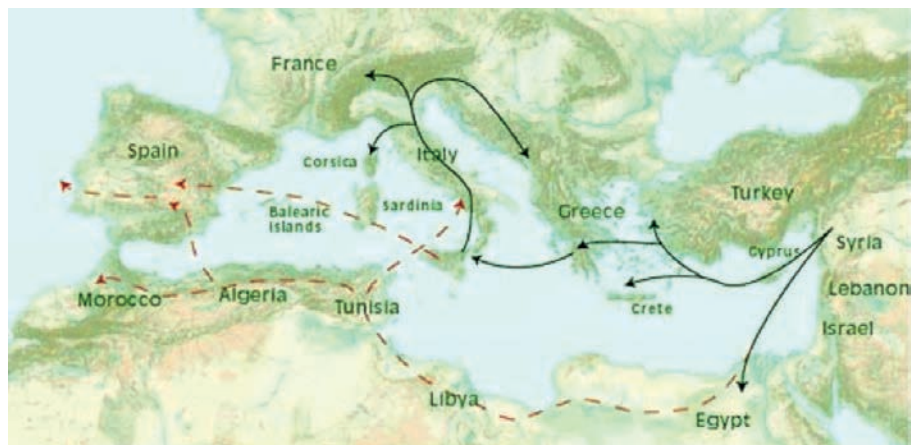 France
Spain
Corsica
Italy
Turkey
Balearic
Islands
Sardinia
Greece
Cyprus
Syria
Morocco
Algeria
Tunisia
Crete
Lebanon
Israel
Libya
Egypt